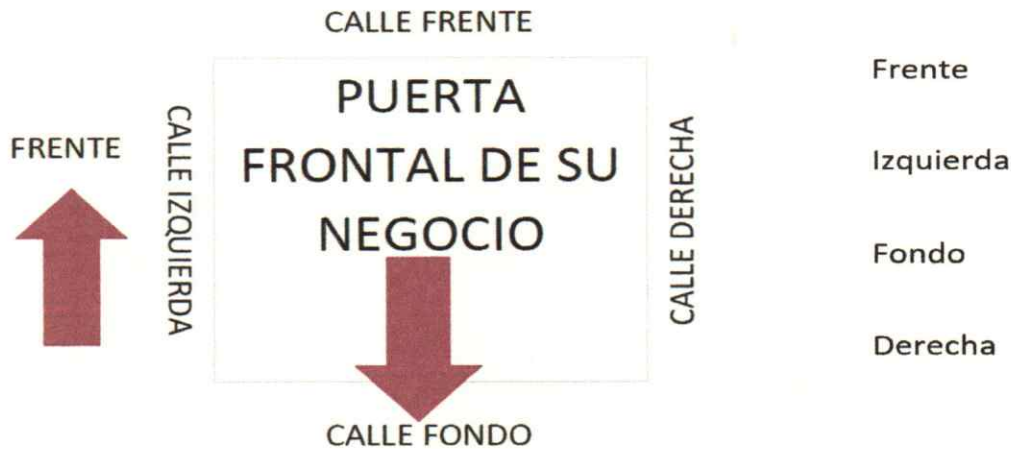 CALLE FRENTE
FRENTE
CALLE IZQUIERDA
PUERTA
FRONTAL DE SU
NEGOCIO
CALLE DERECHA
CALLE FONDO
Frente
Izquierda
Fondo
Derecha